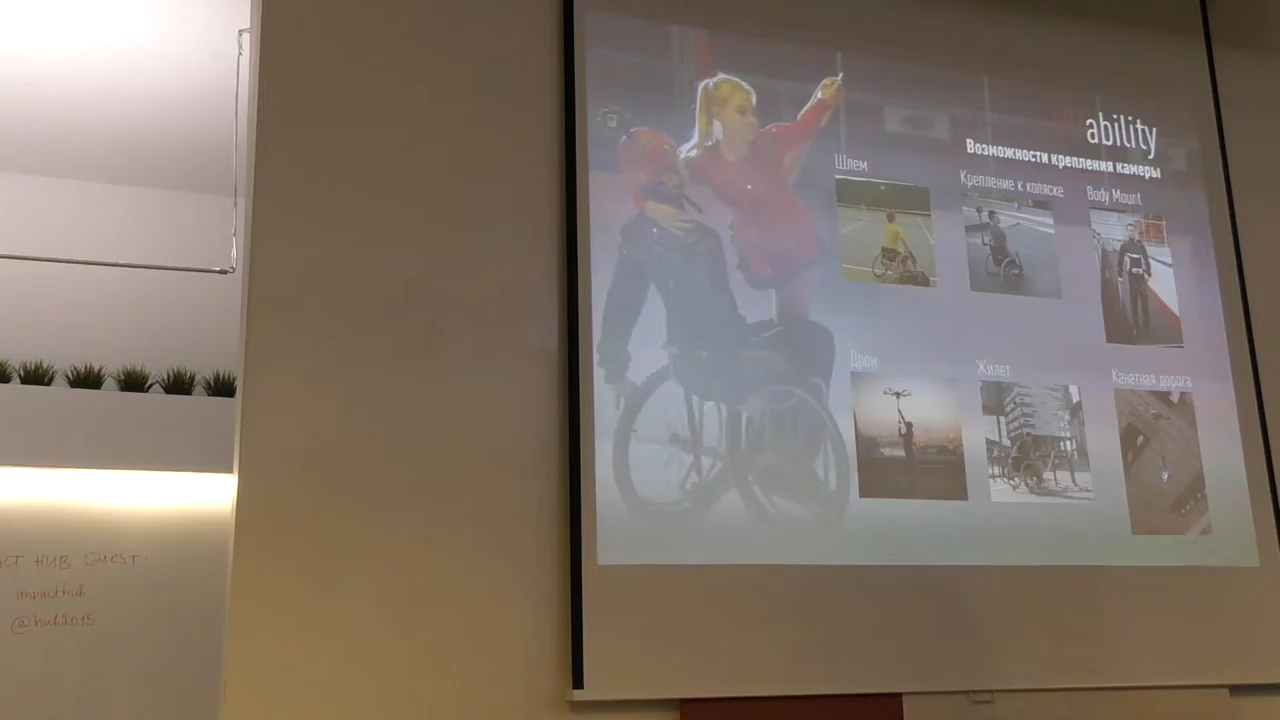 ability
Возможности крепления камеры
Шлем
Крепление к коляске
Body Mount
Дрон
Жилет
Канатная дорога
HUB Guest.
impacthub
@hub2015